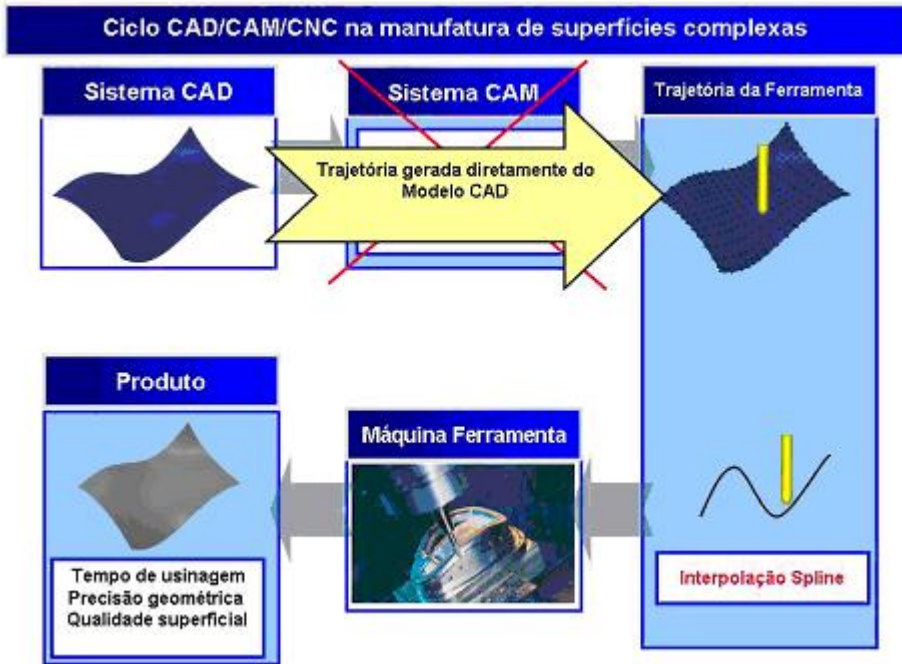 Ciclo CAD/CAM/CNC na manufatura de superfícies complexas
Sistema CAD
Sistema CAM
Trajetória da Ferramenta
Trajetória gerada diretamente do
Modelo CAD
Produto
Máquina Ferramenta
Interpolação Spline
Tempo de usinagem
Precisão geométrica
Qualidade superficial